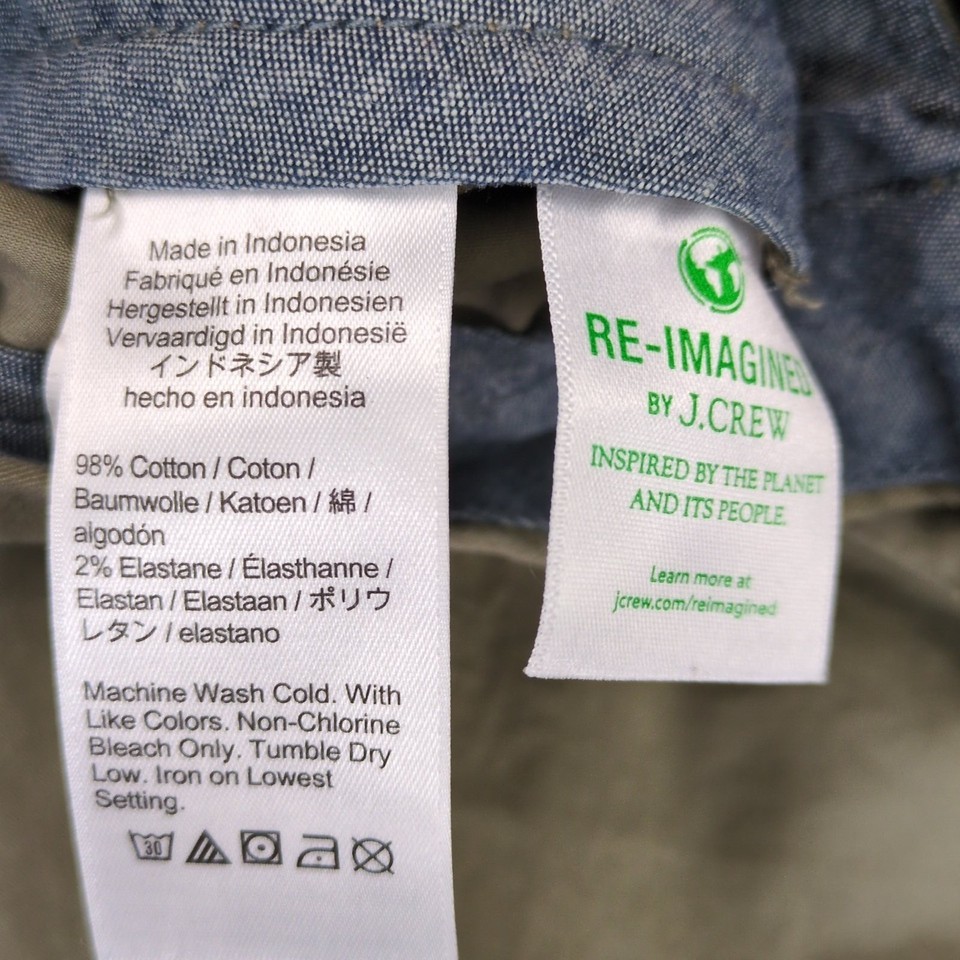 Made in Indonesia
Fabriqué en Indonésie
Hergestellt in Indonesien
Vervaardigd in Indonesië
インドネシア製
hecho en indonesia
98% Cotton / Coton /
Baumwolle / Katoen / 綿 /
algodón
2% Elastane / Élasthanne /
Elastan / Elastaan / ポリウ
レタン / elastano
Machine Wash Cold. With
Like Colors. Non-Chlorine
Bleach Only. Tumble Dry
Low. Iron on Lowest
Setting.
30
RE-IMAGINED
BY J.CREW
INSPIRED BY THE PLANET
AND ITS PEOPLE.
Learn more at
jcrew.com/reimagined